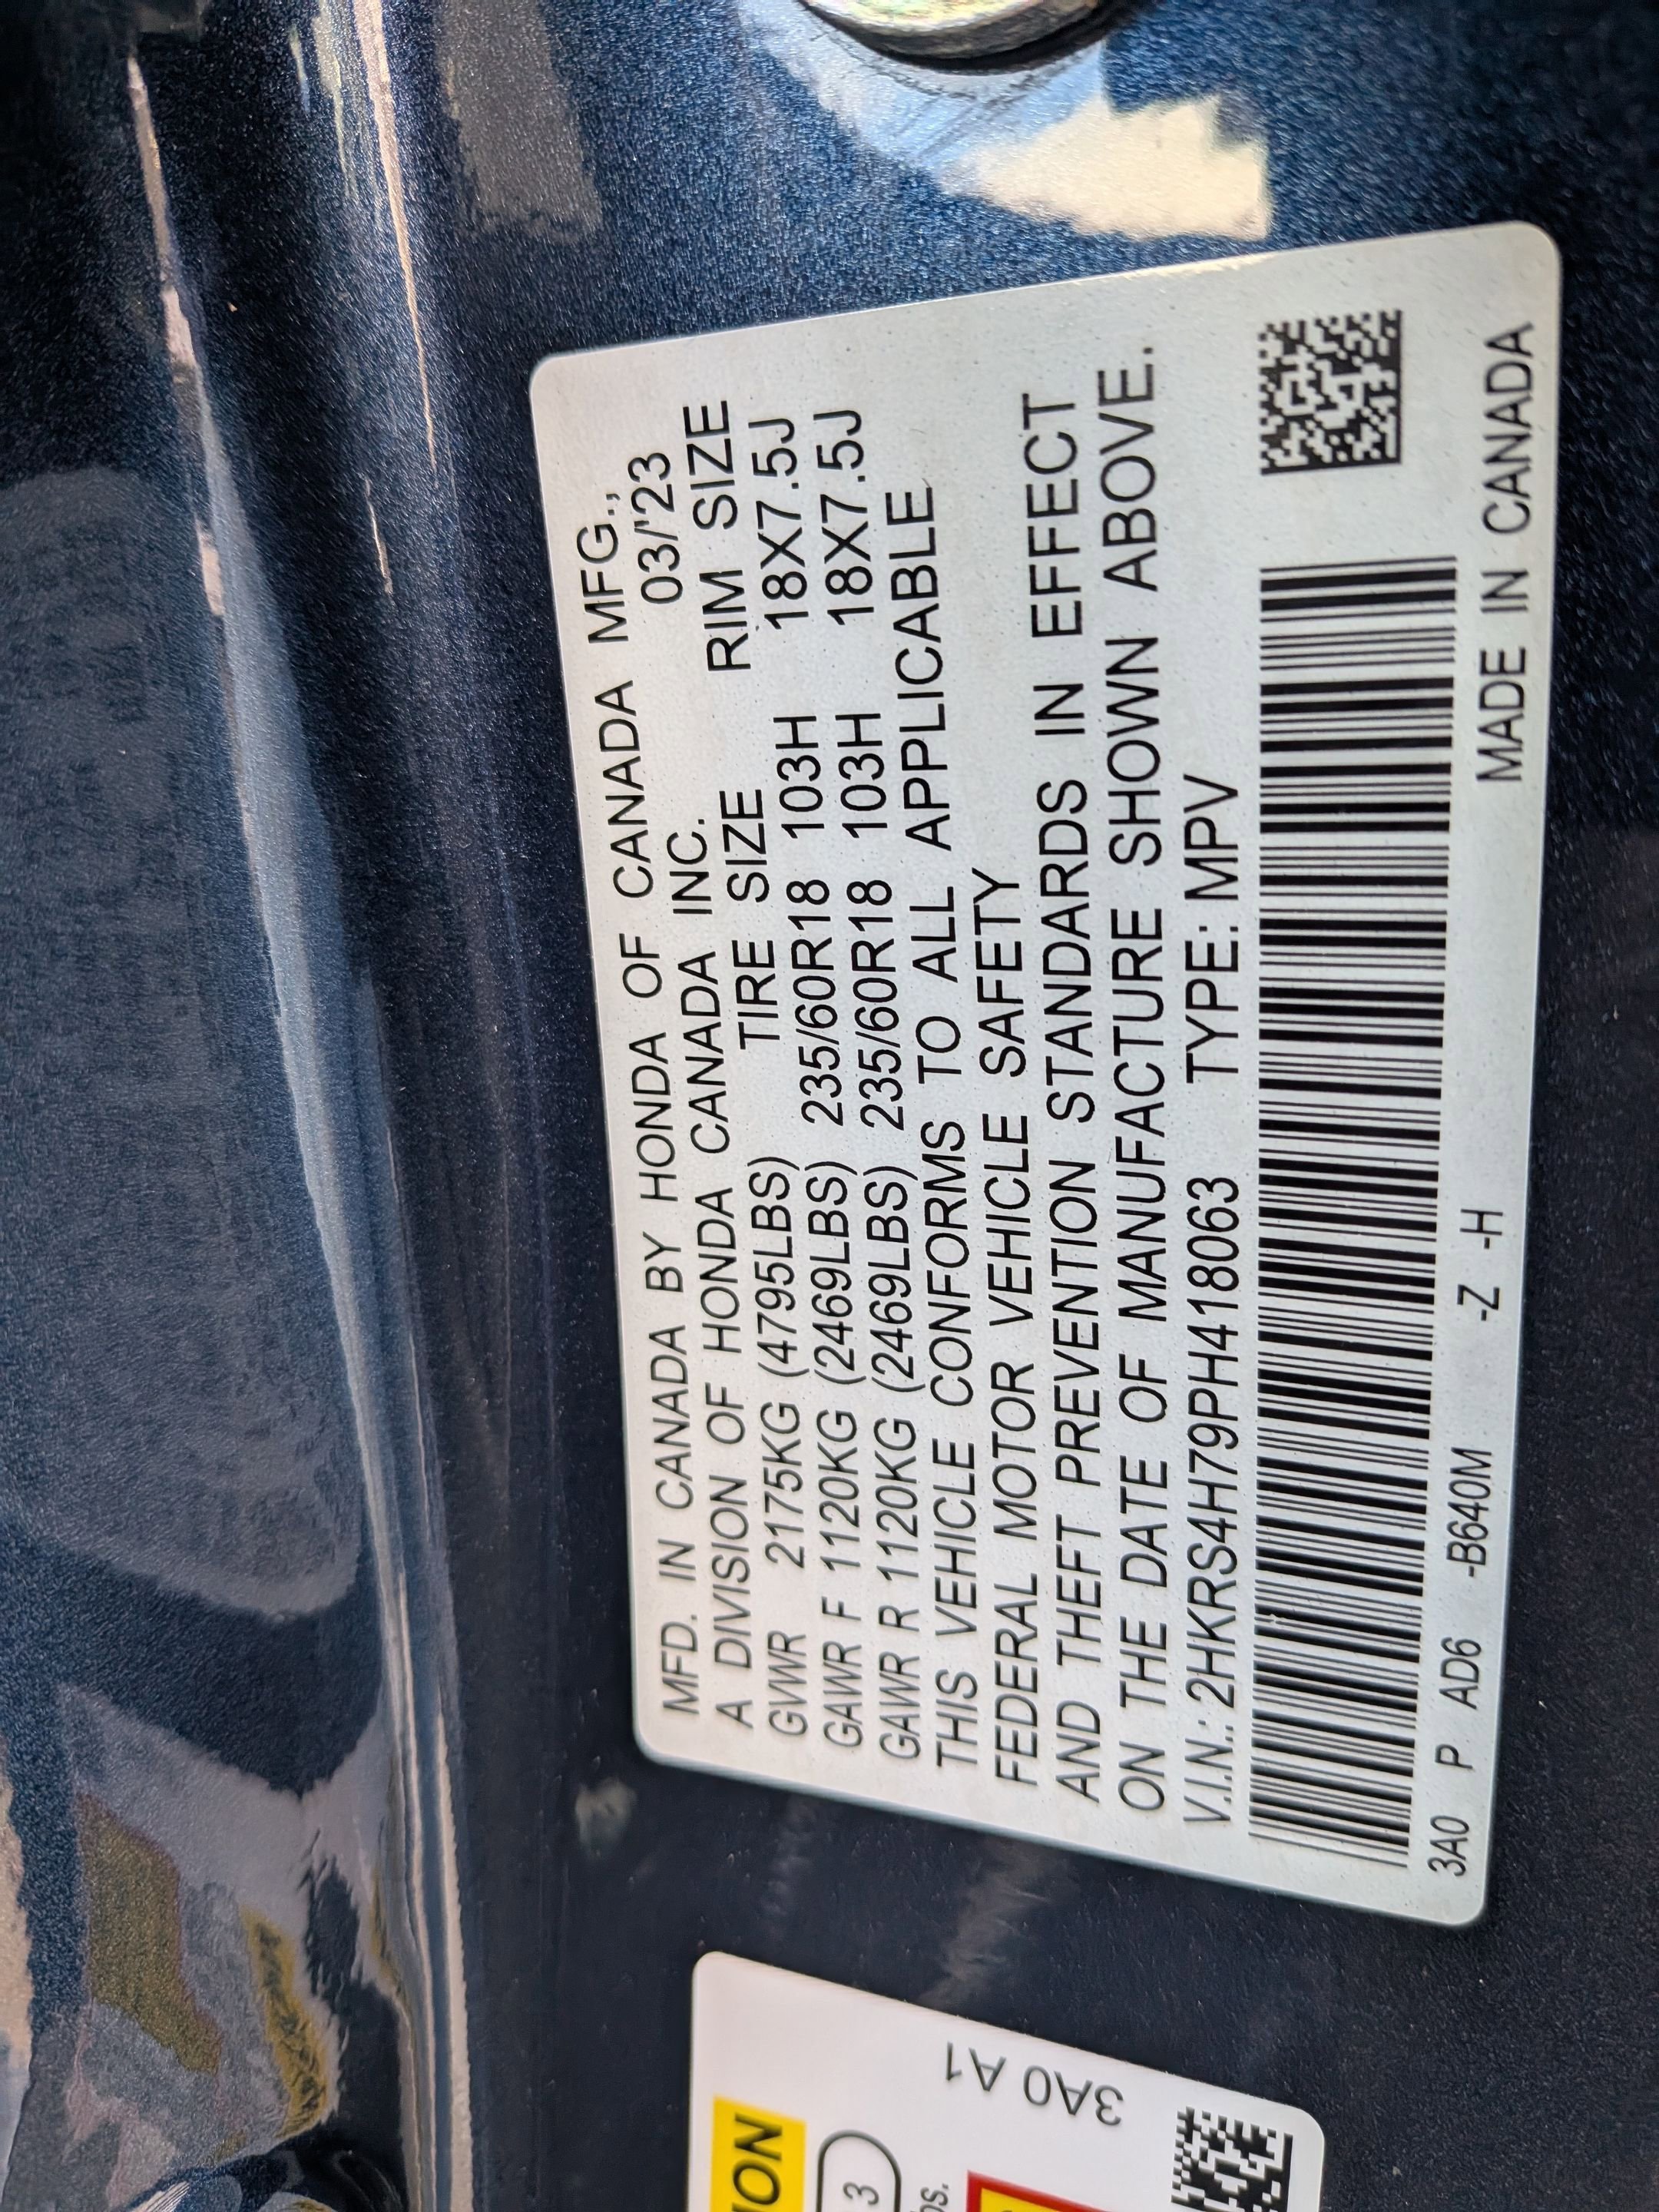 MFD. IN CANADA BY HONDA OF CANADA MFG.,
A DIVISION OF HONDA CANADA INC. 03/'23
GVWR 2175KG (4795LBS) TIRE SIZE RIM SIZE
GAWR F 1120KG (2469LBS) 235/60R18 103H 18X7.5J
GAWR R 1120KG (2469LBS) 235/60R18 103H 18X7.5J
THIS VEHICLE CONFORMS TO ALL APPLICABLE
FEDERAL MOTOR VEHICLE SAFETY
AND THEFT PREVENTION STANDARDS IN EFFECT
ON THE DATE OF MANUFACTURE SHOWN ABOVE.
V.I.N.: 2HKRS4H79PH418063 TYPE: MPV
3A0 P AD6 -B640M -Z -H MADE IN CANADA
3A0 A1
3